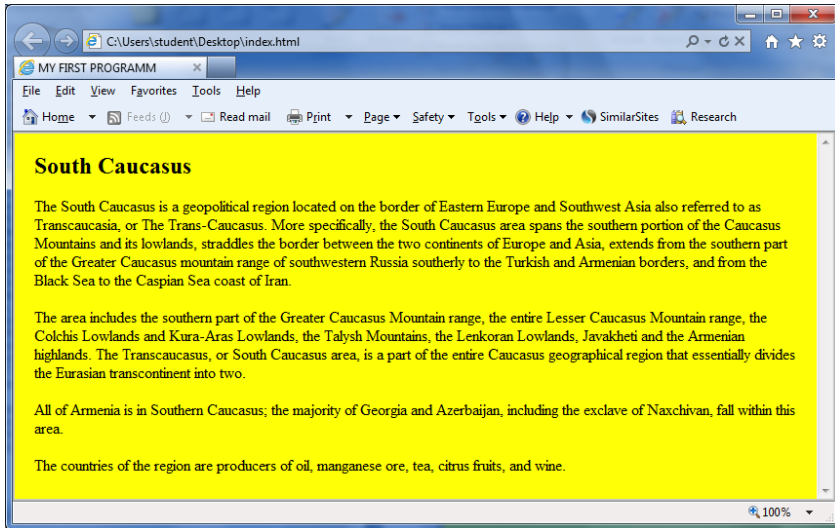 C:\Users\student\Desktop\index.html
MY FIRST PROGRAMM
File Edit View Favorites Tools Help
Home Feeds (J) Read mail Print Page Safety Tools Help SimilarSites Research
South Caucasus
The South Caucasus is a geopolitical region located on the border of Eastern Europe and Southwest Asia also referred to as
Transcaucasia, or The Trans-Caucasus. More specifically, the South Caucasus area spans the southern portion of the Caucasus
Mountains and its lowlands, straddles the border between the two continents of Europe and Asia, extends from the southern part
of the Greater Caucasus mountain range of southwestern Russia southerly to the Turkish and Armenian borders, and from the
Black Sea to the Caspian Sea coast of Iran.
The area includes the southern part of the Greater Caucasus Mountain range, the entire Lesser Caucasus Mountain range, the
Colchis Lowlands and Kura-Aras Lowlands, the Talysh Mountains, the Lenkoran Lowlands, Javakheti and the Armenian
highlands. The Transcaucasus, or South Caucasus area, is a part of the entire Caucasus geographical region that essentially divides
the Eurasian transcontinent into two.
All of Armenia is in Southern Caucasus; the majority of Georgia and Azerbaijan, including the exclave of Naxchivan, fall within this
area.
The countries of the region are producers of oil, manganese ore, tea, citrus fruits, and wine.
100%